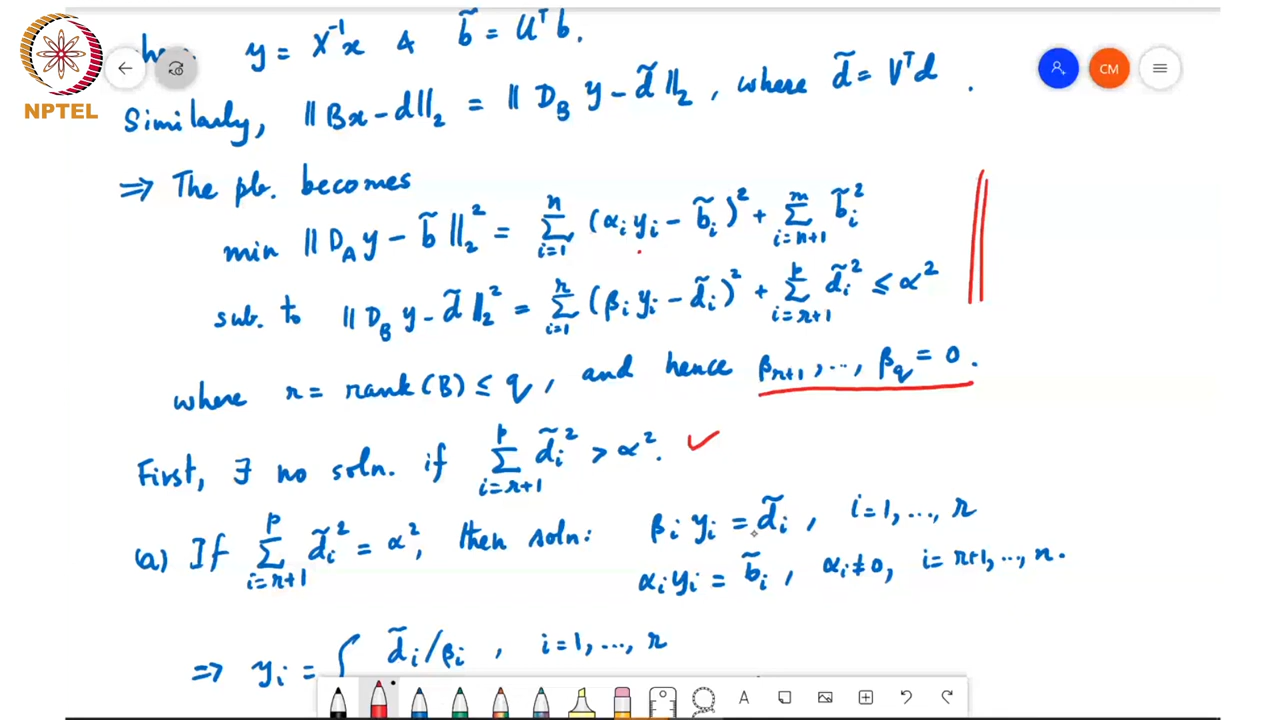 y = X⁻¹x & b̃ = Uᵀb.
NPTEL
CM
Similarly, ||Bx-d||₂ = ||D_B y - d̃||₂, where d̃ = Vᵀd.
⇒ The pb. becomes
min ||D_A y - b̃||₂² = Σ_{i=1}^{n} (αᵢyᵢ - b̃ᵢ)² + Σ_{i=n+1}^{m} b̃ᵢ²
sub. to ||D_B y - d̃||₂² = Σ_{i=1}^{r} (βᵢyᵢ - d̃ᵢ)² + Σ_{i=r+1}^{p} d̃ᵢ² ≤ α²
where r = rank(B) ≤ q, and hence β_{r+1}, ..., β_q = 0.
First, ∃ no soln. if Σ_{i=r+1}^{p} d̃ᵢ² > α². ✓
(a) If Σ_{i=r+1}^{p} d̃ᵢ² = α², then soln: βᵢyᵢ = d̃ᵢ, i=1,...,r
αᵢyᵢ = b̃ᵢ, αᵢ≠0, i=r+1,...,n.
⇒ yᵢ = { d̃ᵢ/βᵢ, i=1,...,r
A